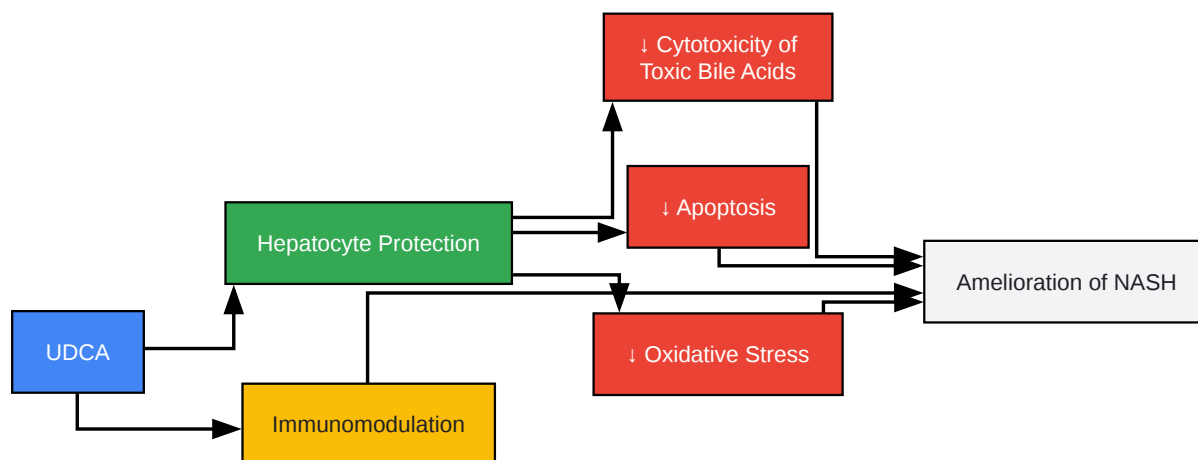 ↓ Cytotoxicity of
Toxic Bile Acids
↓ Apoptosis
Hepatocyte Protection
Amelioration of NASH
UDCA
↓ Oxidative Stress
Immunomodulation